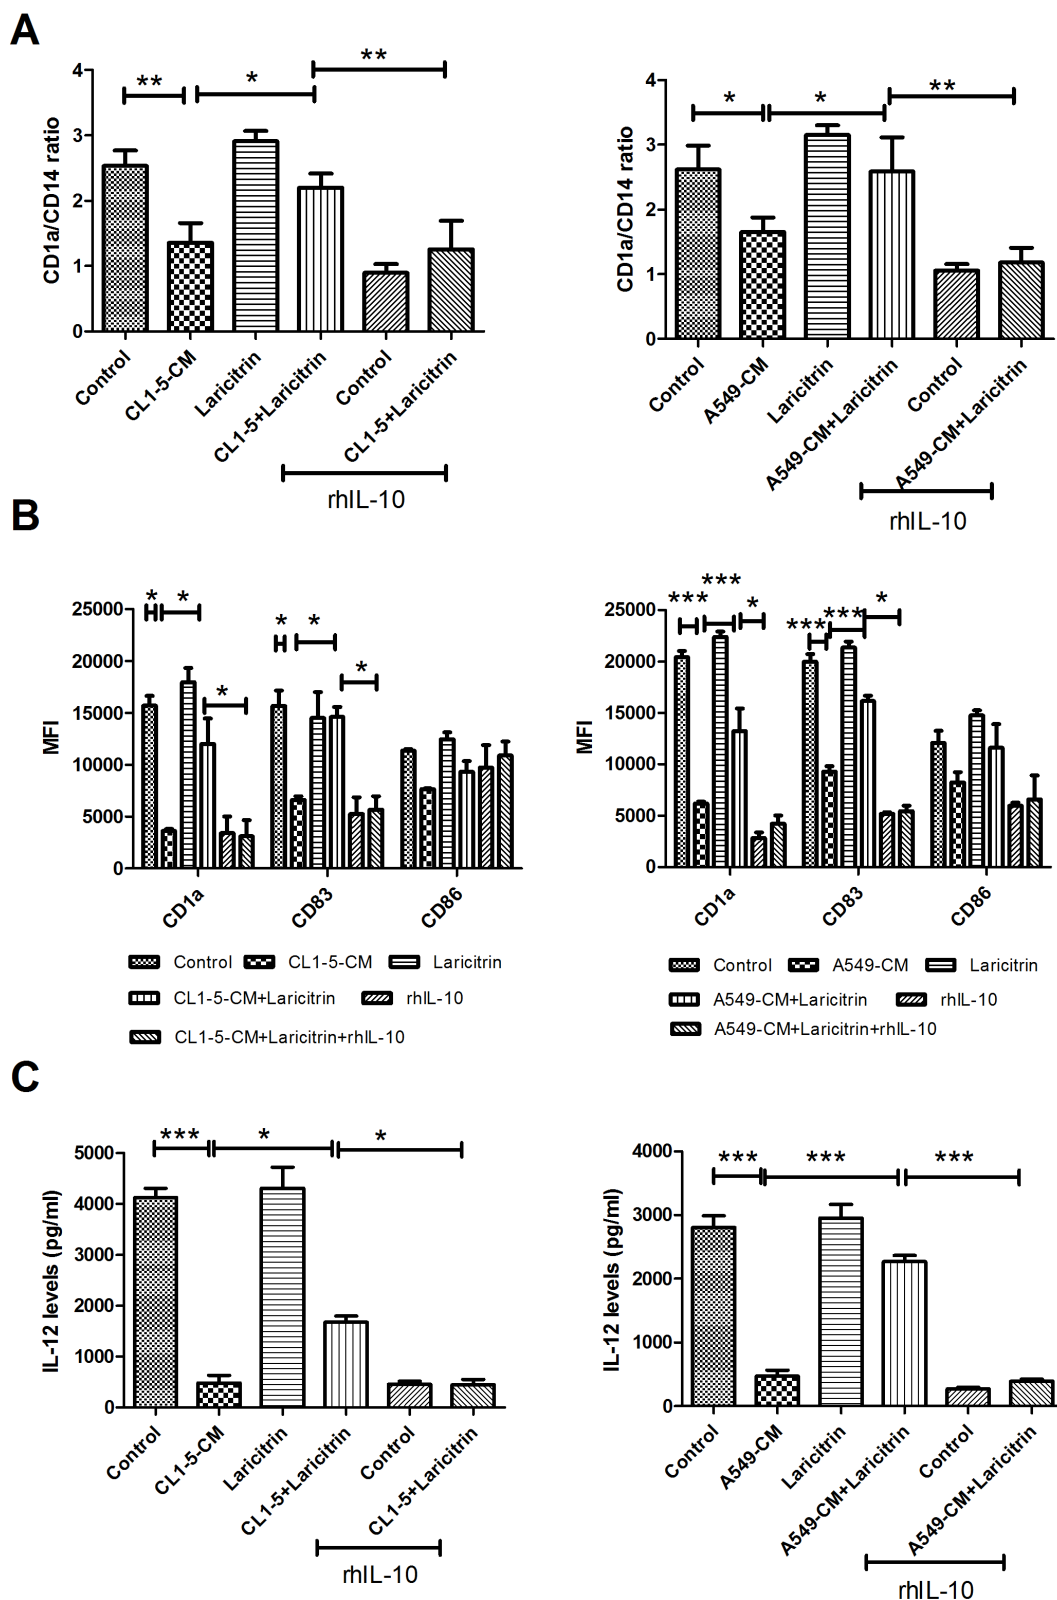 A
** * **
4
3
2
1
0
CD1a/CD14 ratio
Control
CL1-5-CM
Laricitrin
CL1-5+Laricitrin
Control
CL1-5+Laricitrin
rhIL-10
* * **
4
3
2
1
0
CD1a/CD14 ratio
Control
A549-CM
Laricitrin
A549-CM+Laricitrin
Control
A549-CM+Laricitrin
rhIL-10
B
* * * * * *
25000
20000
15000
10000
5000
0
MFI
CD1a
CD83
CD86
Control CL1-5-CM Laricitrin
CL1-5-CM+Laricitrin rhIL-10
CL1-5-CM+Laricitrin+rhIL-10
*** *** * *** *** *
25000
20000
15000
10000
5000
0
MFI
CD1a
CD83
CD86
Control A549-CM Laricitrin
A549-CM+Laricitrin rhIL-10
A549-CM+Laricitrin+rhIL-10
C
*** * *
5000
4000
3000
2000
1000
0
IL-12 levels (pg/ml)
Control
CL1-5-CM
Laricitrin
CL1-5+Laricitrin
Control
CL1-5+Laricitrin
rhIL-10
*** *** ***
4000
3000
2000
1000
0
IL-12 levels (pg/ml)
Control
A549-CM
Laricitrin
A549-CM+Laricitrin
Control
A549-CM+Laricitrin
rhIL-10